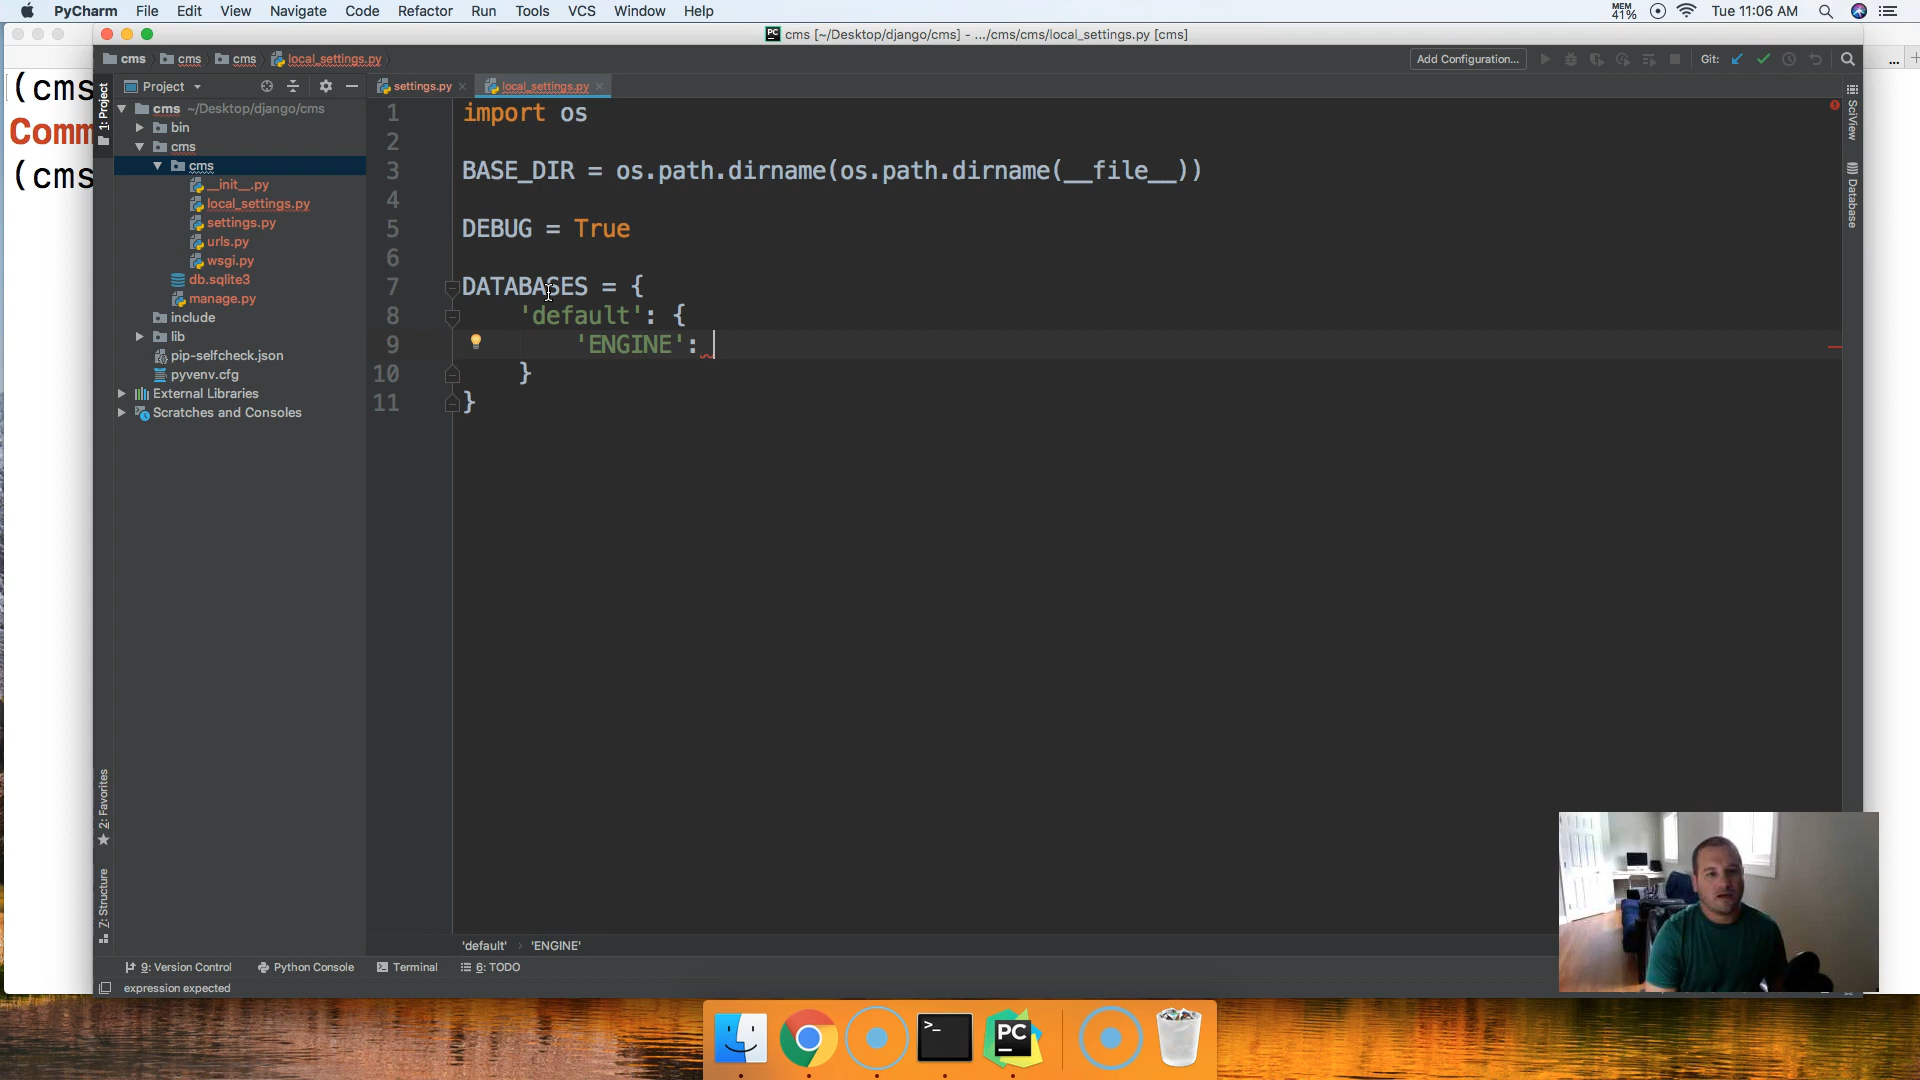 PyCharm File Edit View Navigate Code Refactor Run Tools VCS Window Help
MEM 41% Tue 11:06 AM
cms [~/Desktop/django/cms] - .../cms/cms/local_settings.py [cms]
cms cms cms local_settings.py
Add Configuration... Git:
Project
settings.py local_settings.py
(cms
Comm
(cms
1: Project
cms ~/Desktop/django/cms
bin
cms
cms
__init__.py
local_settings.py
settings.py
urls.py
wsgi.py
db.sqlite3
manage.py
include
lib
pip-selfcheck.json
pyvenv.cfg
External Libraries
Scratches and Consoles
1 import os
2
3 BASE_DIR = os.path.dirname(os.path.dirname(__file__))
4
5 DEBUG = True
6
7 DATABASES = {
8 'default': {
9 'ENGINE':
10 }
11 }
SciView
Database
2: Favorites
7: Structure
'default' › 'ENGINE'
9: Version Control Python Console Terminal 6: TODO
expression expected
>_
PC